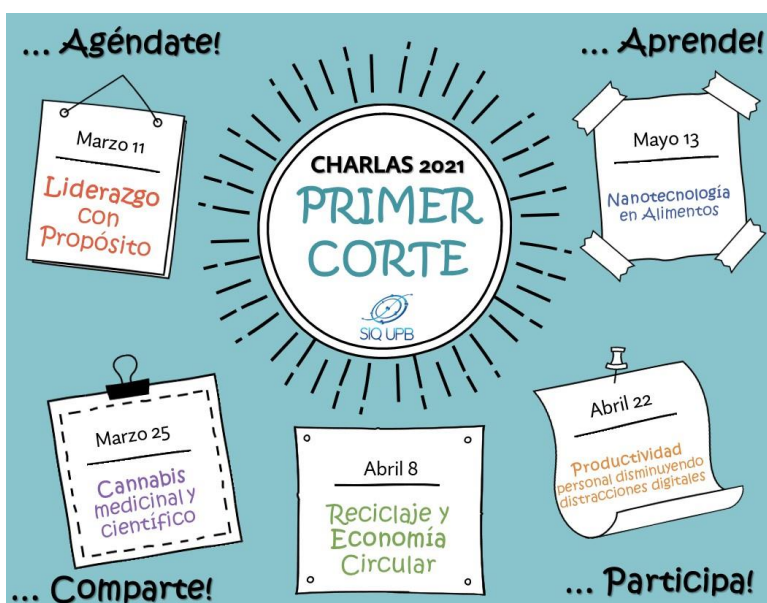 ... Agéndate!
... Aprende!
Marzo 11
Liderazgo
con
Propósito
CHARLAS 2021
PRIMER
CORTE
SIQ UPB
Mayo 13
Nanotecnología
en Alimentos
Marzo 25
Cannabis
medicinal y
científico
Abril 8
Reciclaje y
Economía
Circular
Abril 22
Productividad
personal disminuyendo
distracciones digitales
... Comparte!
... Participa!